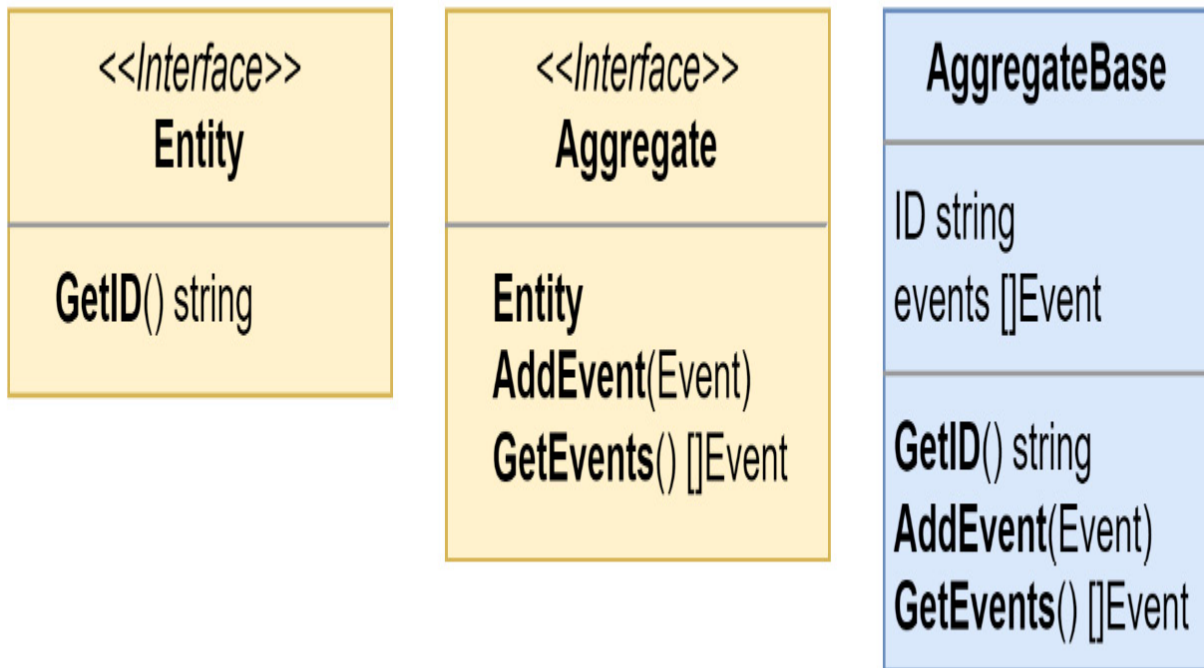 <<Interface>>
Entity
GetID() string
<<Interface>>
Aggregate
Entity
AddEvent(Event)
GetEvents() []Event
AggregateBase
ID string
events []Event
GetID() string
AddEvent(Event)
GetEvents() []Event